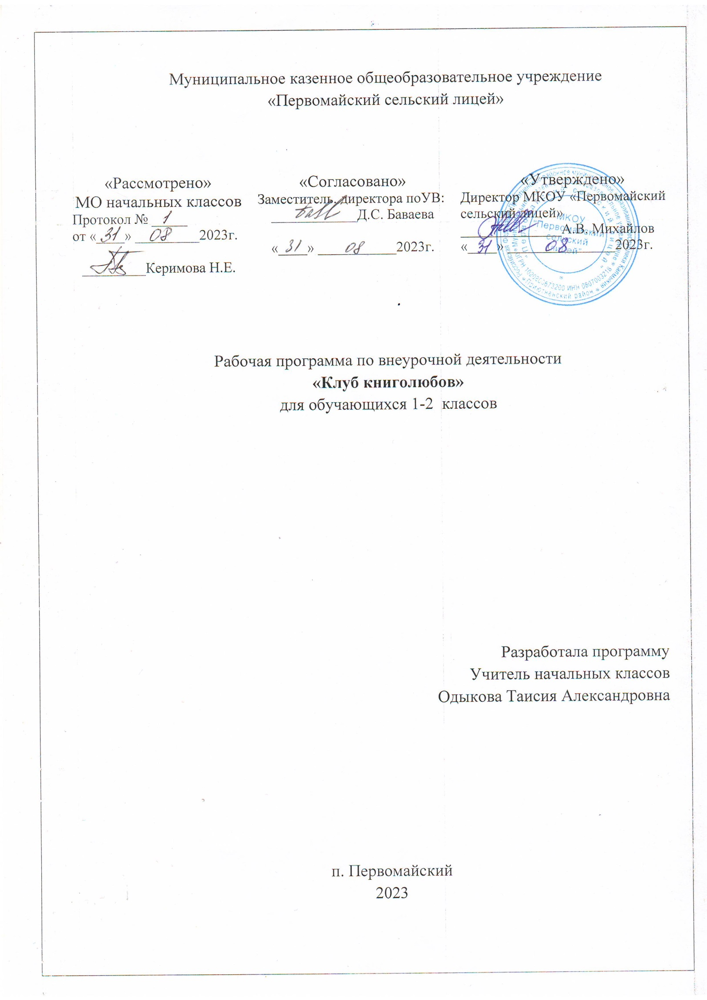 Муниципальное казенное общеобразовательное учреждение
«Первомайский сельский лицей»
«Рассмотрено»
МО начальных классов
Протокол № 1
от «31» 08 2023г.
Керимова Н.Е.
«Согласовано»
Заместитель. директора поУВ:
Д.С. Баваева
«31» 08 2023г.
«Утверждено»
Директор МКОУ «Первомайский
сельский лицей»
А.В. Михайлов
«31» 08 2023г.
МКОУ
"Первомайский
сельский
лицей"
ИНН 0807003218
Приютненский район
Рабочая программа по внеурочной деятельности
«Клуб книголюбов»
для обучающихся 1-2 классов
Разработала программу
Учитель начальных классов
Одыкова Таисия Александровна
п. Первомайский
2023